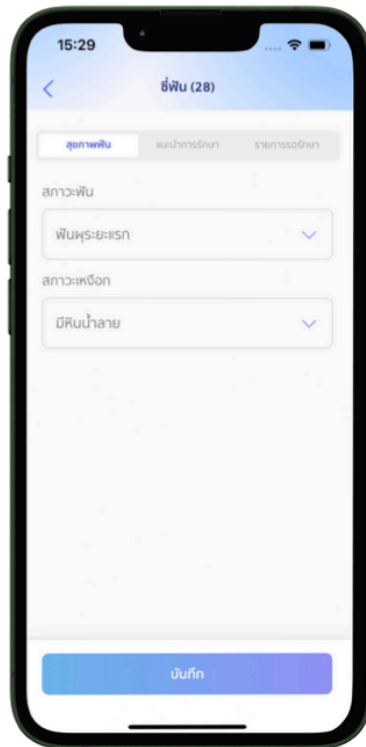 15:29
ซี่ฟัน (28)
สุขภาพฟัน แนะนำการรักษา รายการรอรักษา
สภาวะฟัน
ฟันผุระยะแรก
สภาวะเหงือก
มีหินน้ำลาย
บันทึก